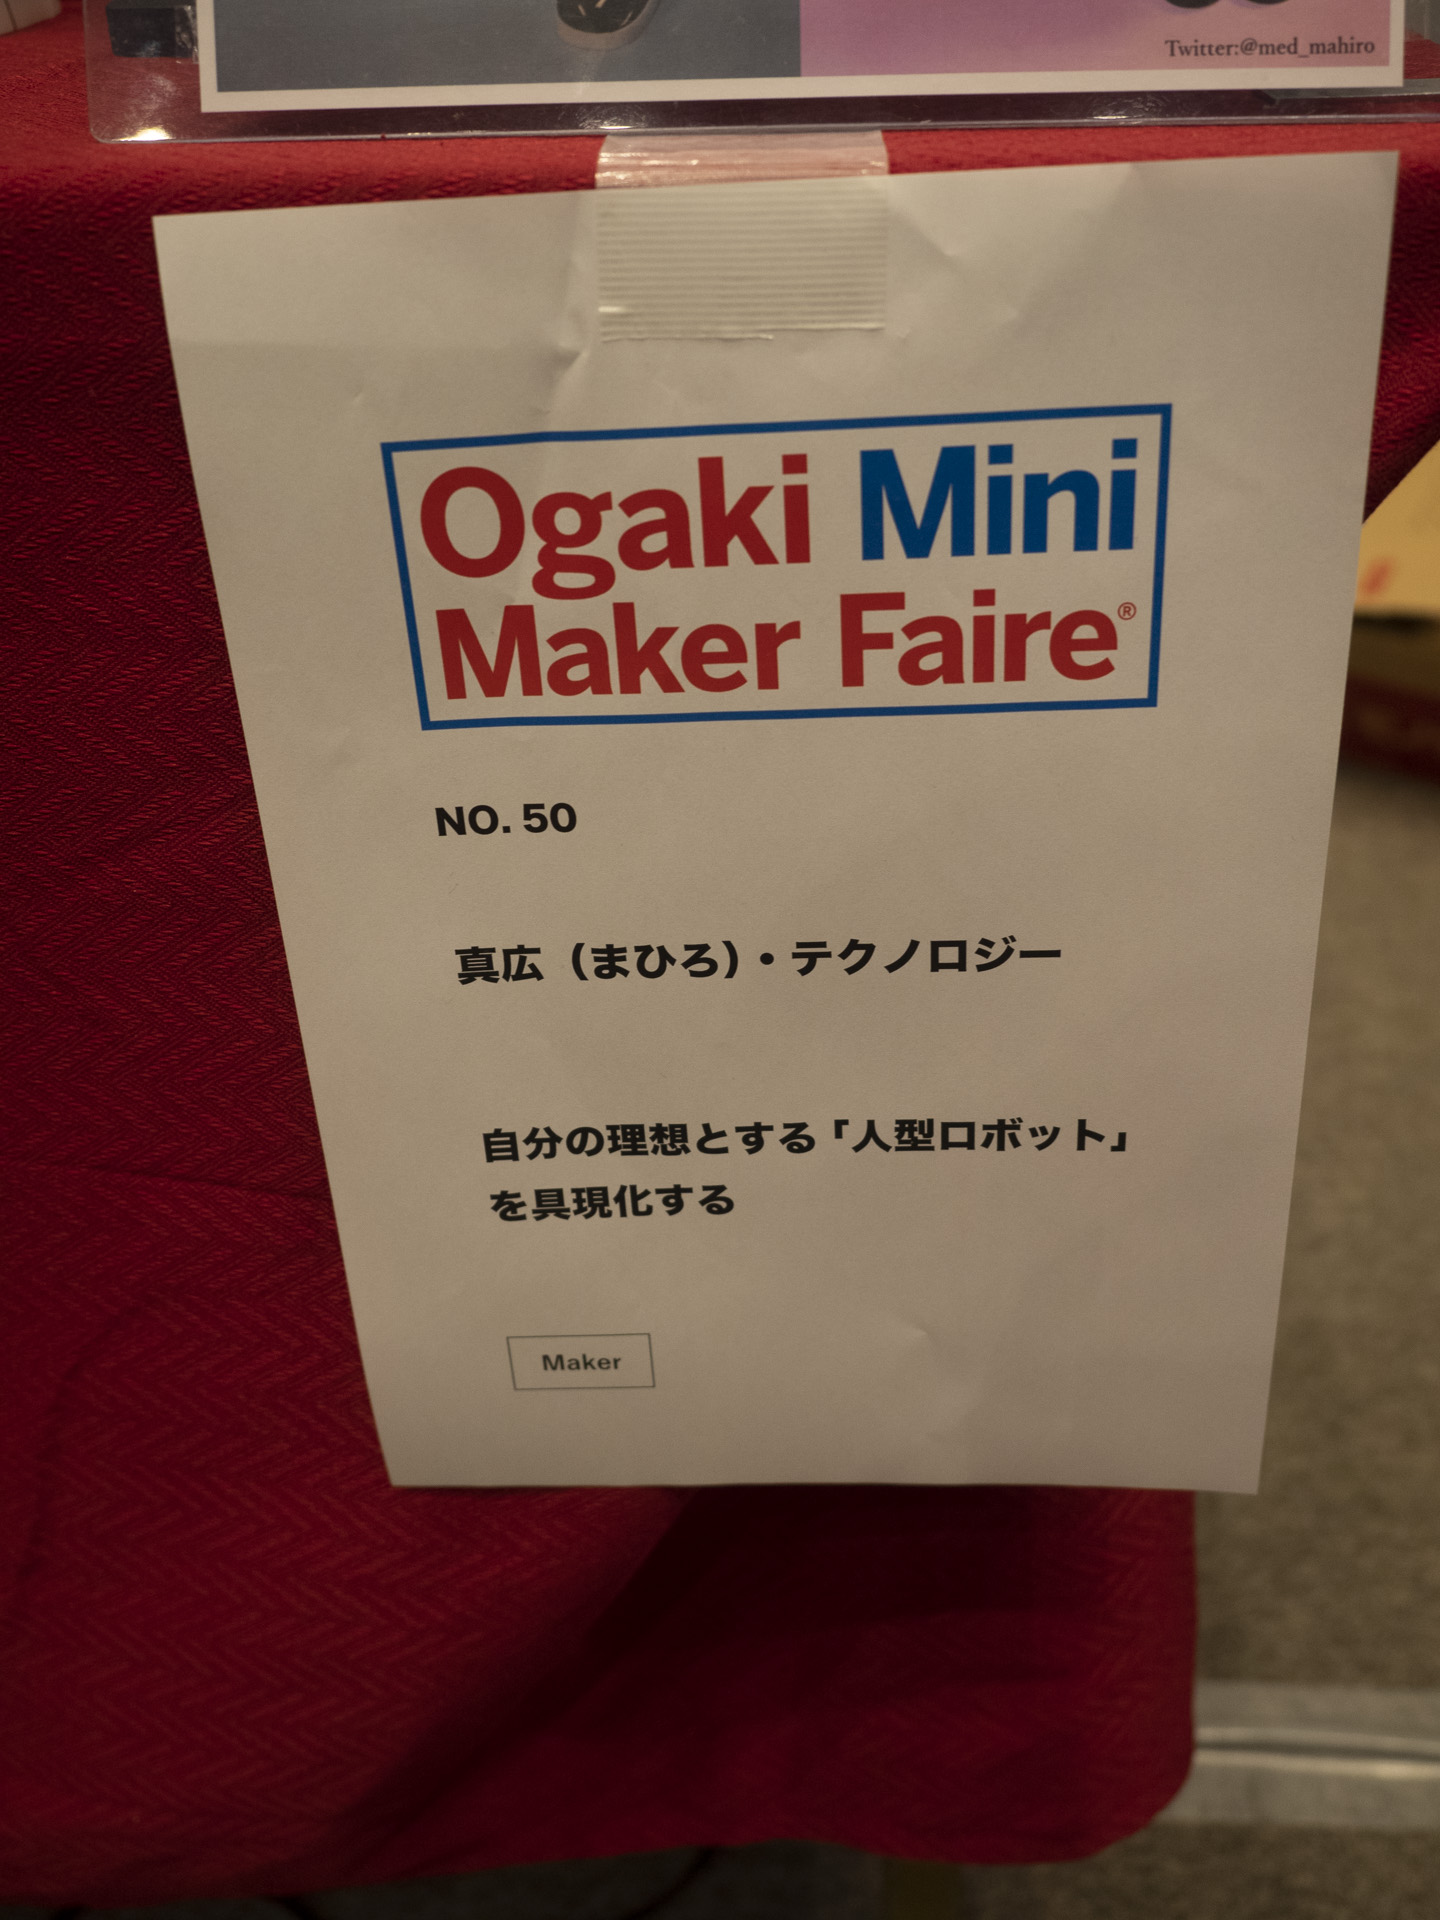 Twitter:@med_mahiro
Ogaki Mini
Maker Faire®
NO. 50
真広（まひろ）・テクノロジー
自分の理想とする「人型ロボット」
を具現化する
Maker